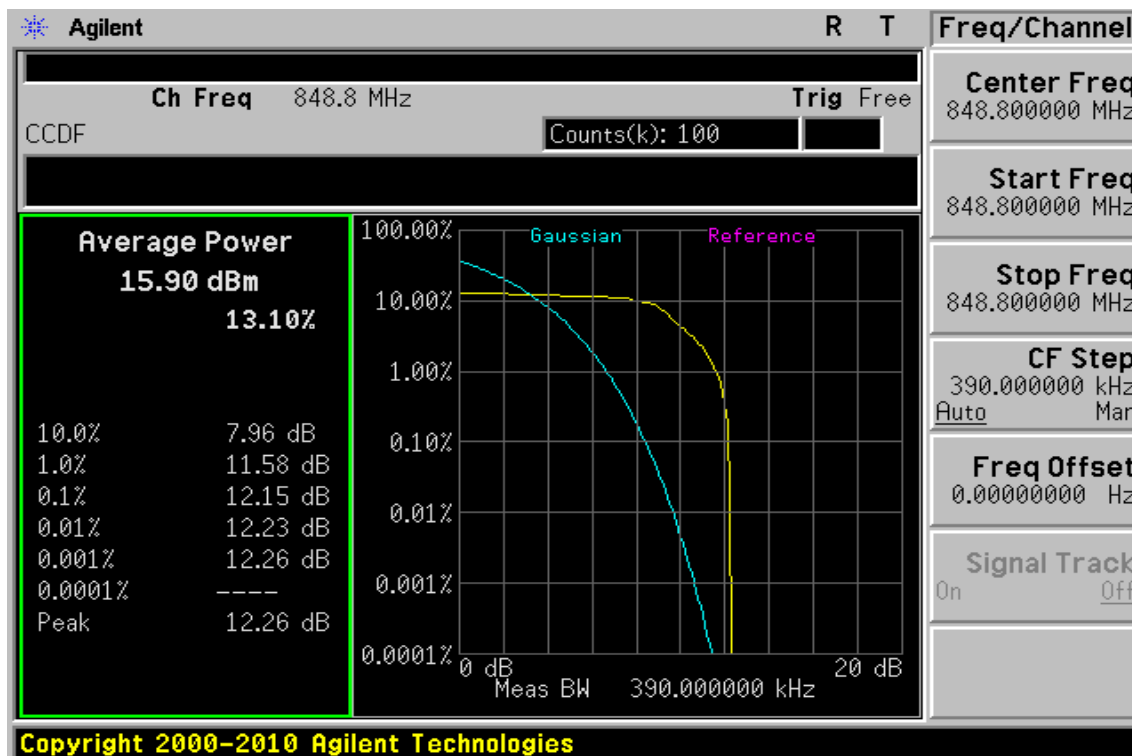 Agilent R T
Ch Freq 848.8 MHz Trig Free
CCDF Counts(k): 100
Average Power
15.90 dBm
13.10%
10.0% 7.96 dB
1.0% 11.58 dB
0.1% 12.15 dB
0.01% 12.23 dB
0.001% 12.26 dB
0.0001% ----
Peak 12.26 dB
100.00%
Gaussian Reference
10.00%
1.00%
0.10%
0.01%
0.001%
0.0001%
0 dB 20 dB
Meas BW 390.000000 kHz
Freq/Channel
Center Freq
848.800000 MHz
Start Freq
848.800000 MHz
Stop Freq
848.800000 MHz
CF Step
390.000000 kHz
Auto Man
Freq Offset
0.00000000 Hz
Signal Track
On Off
Copyright 2000-2010 Agilent Technologies